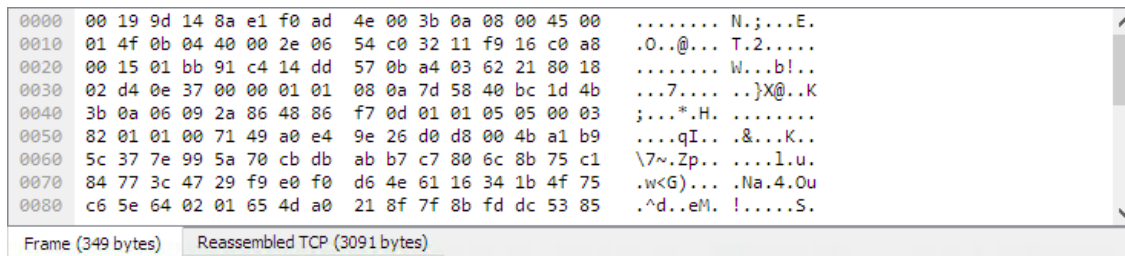 0000 00 19 9d 14 8a e1 f0 ad 4e 00 3b 0a 08 00 45 00 ........ N.;...E.
0010 01 4f 0b 04 40 00 2e 06 54 c0 32 11 f9 16 c0 a8 .O..@... T.2.....
0020 00 15 01 bb 91 c4 14 dd 57 0b a4 03 62 21 80 18 ........ W...b!..
0030 02 d4 0e 37 00 00 01 01 08 0a 7d 58 40 bc 1d 4b ...7.... ..}X@..K
0040 3b 0a 06 09 2a 86 48 86 f7 0d 01 01 05 05 00 03 ;...*.H. ........
0050 82 01 01 00 71 49 a0 e4 9e 26 d0 d8 00 4b a1 b9 ....qI.. .&...K..
0060 5c 37 7e 99 5a 70 cb db ab b7 c7 80 6c 8b 75 c1 \7~.Zp.. ....l.u.
0070 84 77 3c 47 29 f9 e0 f0 d6 4e 61 16 34 1b 4f 75 .w<G)... .Na.4.Ou
0080 c6 5e 64 02 01 65 4d a0 21 8f 7f 8b fd dc 53 85 .^d..eM. !.....S.
Frame (349 bytes) Reassembled TCP (3091 bytes)